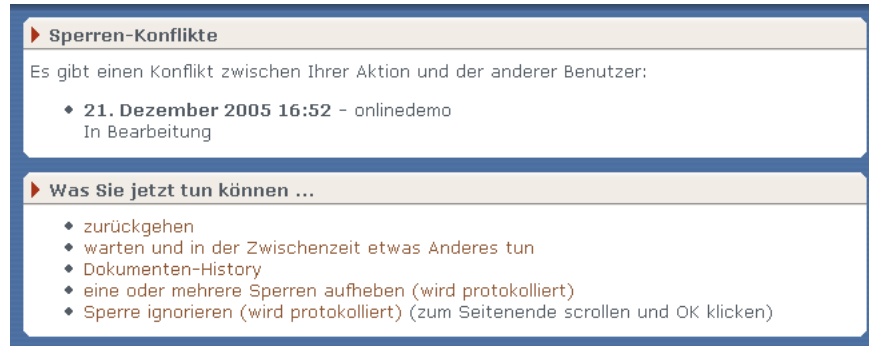 Sperren-Konflikte
Es gibt einen Konflikt zwischen Ihrer Aktion und der anderer Benutzer:
21. Dezember 2005 16:52 - onlinedemo
In Bearbeitung
Was Sie jetzt tun können ...
zurückgehen
warten und in der Zwischenzeit etwas Anderes tun
Dokumenten-History
eine oder mehrere Sperren aufheben (wird protokolliert)
Sperre ignorieren (wird protokolliert) (zum Seitenende scrollen und OK klicken)